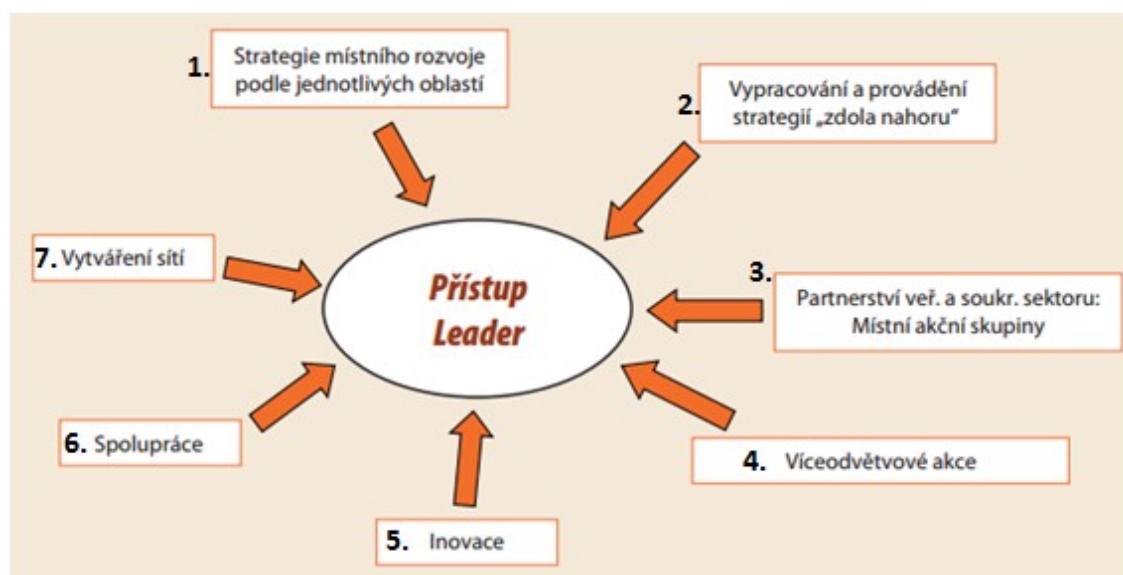 1. Strategie místního rozvoje
podle jednotlivých oblastí
2. Vypracování a provádění
strategií „zdola nahoru“
3. Partnerství veř. a soukr. sektoru:
Místní akční skupiny
4. Víceodvětvové akce
5. Inovace
6. Spolupráce
7. Vytváření sítí
Přístup
Leader